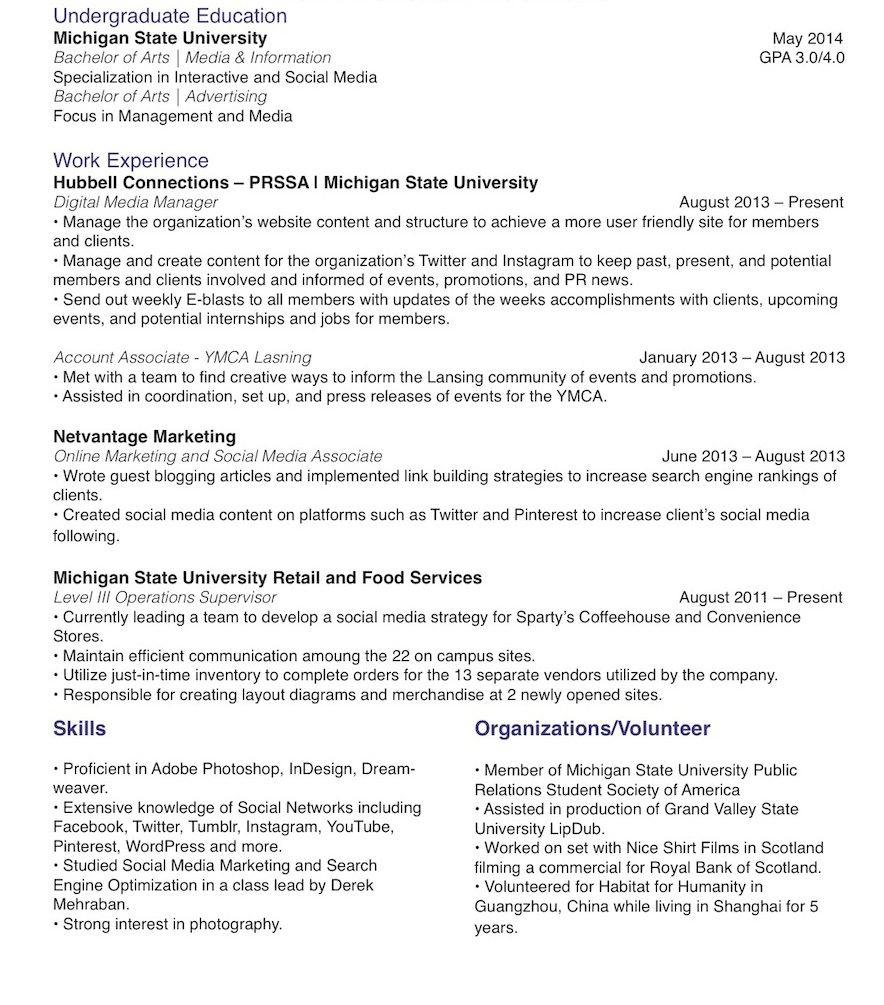 Undergraduate Education
Michigan State University May 2014
Bachelor of Arts | Media & Information GPA 3.0/4.0
Specialization in Interactive and Social Media
Bachelor of Arts | Advertising
Focus in Management and Media
Work Experience
Hubbell Connections – PRSSA | Michigan State University
Digital Media Manager August 2013 – Present
• Manage the organization's website content and structure to achieve a more user friendly site for members
and clients.
• Manage and create content for the organization's Twitter and Instagram to keep past, present, and potential
members and clients involved and informed of events, promotions, and PR news.
• Send out weekly E-blasts to all members with updates of the weeks accomplishments with clients, upcoming
events, and potential internships and jobs for members.
Account Associate - YMCA Lasning January 2013 – August 2013
• Met with a team to find creative ways to inform the Lansing community of events and promotions.
• Assisted in coordination, set up, and press releases of events for the YMCA.
Netvantage Marketing
Online Marketing and Social Media Associate June 2013 – August 2013
• Wrote guest blogging articles and implemented link building strategies to increase search engine rankings of
clients.
• Created social media content on platforms such as Twitter and Pinterest to increase client's social media
following.
Michigan State University Retail and Food Services
Level III Operations Supervisor August 2011 – Present
• Currently leading a team to develop a social media strategy for Sparty's Coffeehouse and Convenience
Stores.
• Maintain efficient communication amoung the 22 on campus sites.
• Utilize just-in-time inventory to complete orders for the 13 separate vendors utilized by the company.
• Responsible for creating layout diagrams and merchandise at 2 newly opened sites.
Skills
• Proficient in Adobe Photoshop, InDesign, Dream-
weaver.
• Extensive knowledge of Social Networks including
Facebook, Twitter, Tumblr, Instagram, YouTube,
Pinterest, WordPress and more.
• Studied Social Media Marketing and Search
Engine Optimization in a class lead by Derek
Mehraban.
• Strong interest in photography.
Organizations/Volunteer
• Member of Michigan State University Public
Relations Student Society of America
• Assisted in production of Grand Valley State
University LipDub.
• Worked on set with Nice Shirt Films in Scotland
filming a commercial for Royal Bank of Scotland.
• Volunteered for Habitat for Humanity in
Guangzhou, China while living in Shanghai for 5
years.